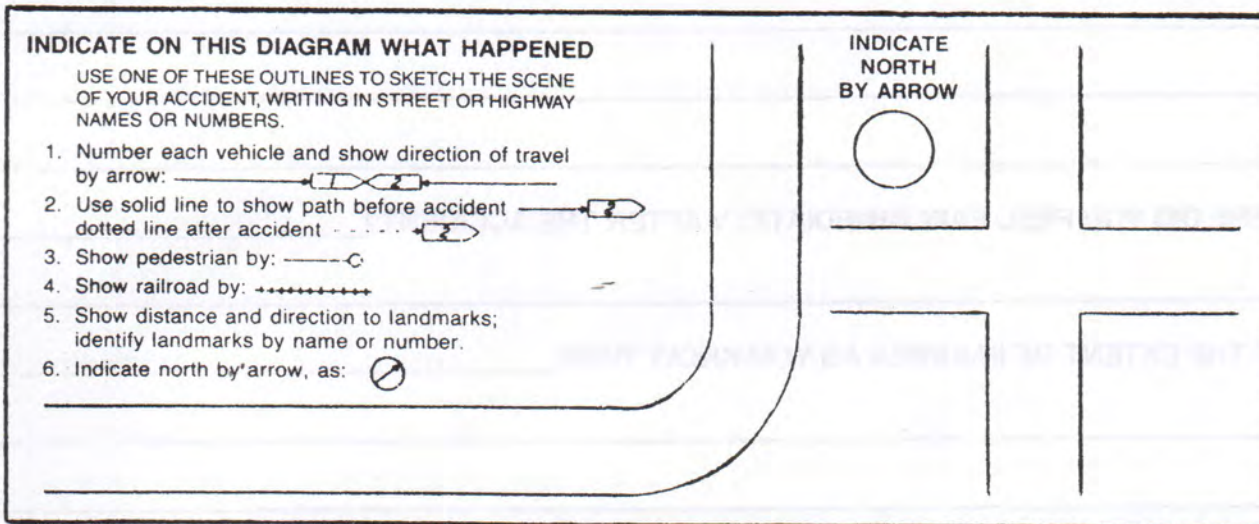 INDICATE ON THIS DIAGRAM WHAT HAPPENED
USE ONE OF THESE OUTLINES TO SKETCH THE SCENE
OF YOUR ACCIDENT, WRITING IN STREET OR HIGHWAY
NAMES OR NUMBERS.
1. Number each vehicle and show direction of travel
by arrow: 1 2
2. Use solid line to show path before accident 2
dotted line after accident 2
3. Show pedestrian by:
4. Show railroad by:
5. Show distance and direction to landmarks;
identify landmarks by name or number.
6. Indicate north by arrow, as:
INDICATE
NORTH
BY ARROW